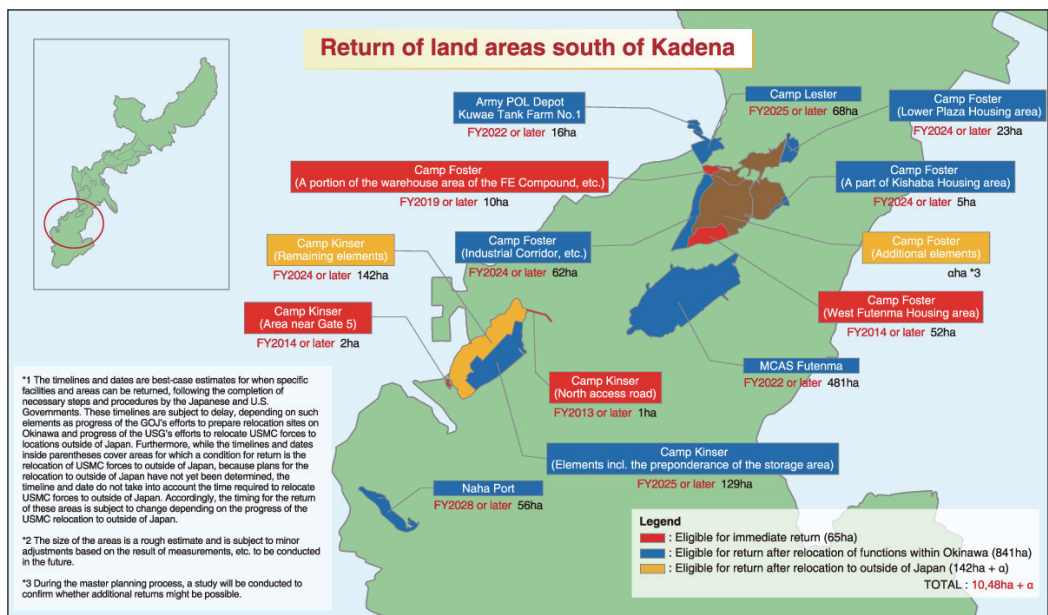 Return of land areas south of Kadena
Army POL Depot
Kuwae Tank Farm No.1
FY2022 or later 16ha
Camp Lester
FY2025 or later 68ha
Camp Foster
(Lower Plaza Housing area)
FY2024 or later 23ha
Camp Foster
(A portion of the warehouse area of the FE Compound, etc.)
FY2019 or later 10ha
Camp Foster
(A part of Kishaba Housing area)
FY2024 or later 5ha
Camp Kinser
(Remaining elements)
FY2024 or later 142ha
Camp Foster
(Industrial Corridor, etc.)
FY2024 or later 62ha
Camp Foster
(Additional elements)
αha *3
Camp Kinser
(Area near Gate 5)
FY2014 or later 2ha
Camp Foster
(West Futenma Housing area)
FY2014 or later 52ha
MCAS Futenma
FY2022 or later 481ha
Camp Kinser
(North access road)
FY2013 or later 1ha
Camp Kinser
(Elements incl. the preponderance of the storage area)
FY2025 or later 129ha
Naha Port
FY2028 or later 56ha
*1 The timelines and dates are best-case estimates for when specific
facilities and areas can be returned, following the completion of
necessary steps and procedures by the Japanese and U.S.
Governments. These timelines are subject to delay, depending on such
elements as progress of the GOJ's efforts to prepare relocation sites on
Okinawa and progress of the USG's efforts to relocate USMC forces to
locations outside of Japan. Furthermore, while the timelines and dates
inside parentheses cover areas for which a condition for return is the
relocation of USMC forces to outside of Japan, because plans for the
relocation to outside of Japan have not yet been determined, the
timeline and date do not take into account the time required to relocate
USMC forces to outside of Japan. Accordingly, the timing for the return
of these areas is subject to change depending on the progress of the
USMC relocation to outside of Japan.
*2 The size of the areas is a rough estimate and is subject to minor
adjustments based on the result of measurements, etc. to be conducted
in the future.
*3 During the master planning process, a study will be conducted to
confirm whether additional returns might be possible.
Legend
: Eligible for immediate return (65ha)
: Eligible for return after relocation of functions within Okinawa (841ha)
: Eligible for return after relocation to outside of Japan (142ha + α)
TOTAL : 10,48ha + α